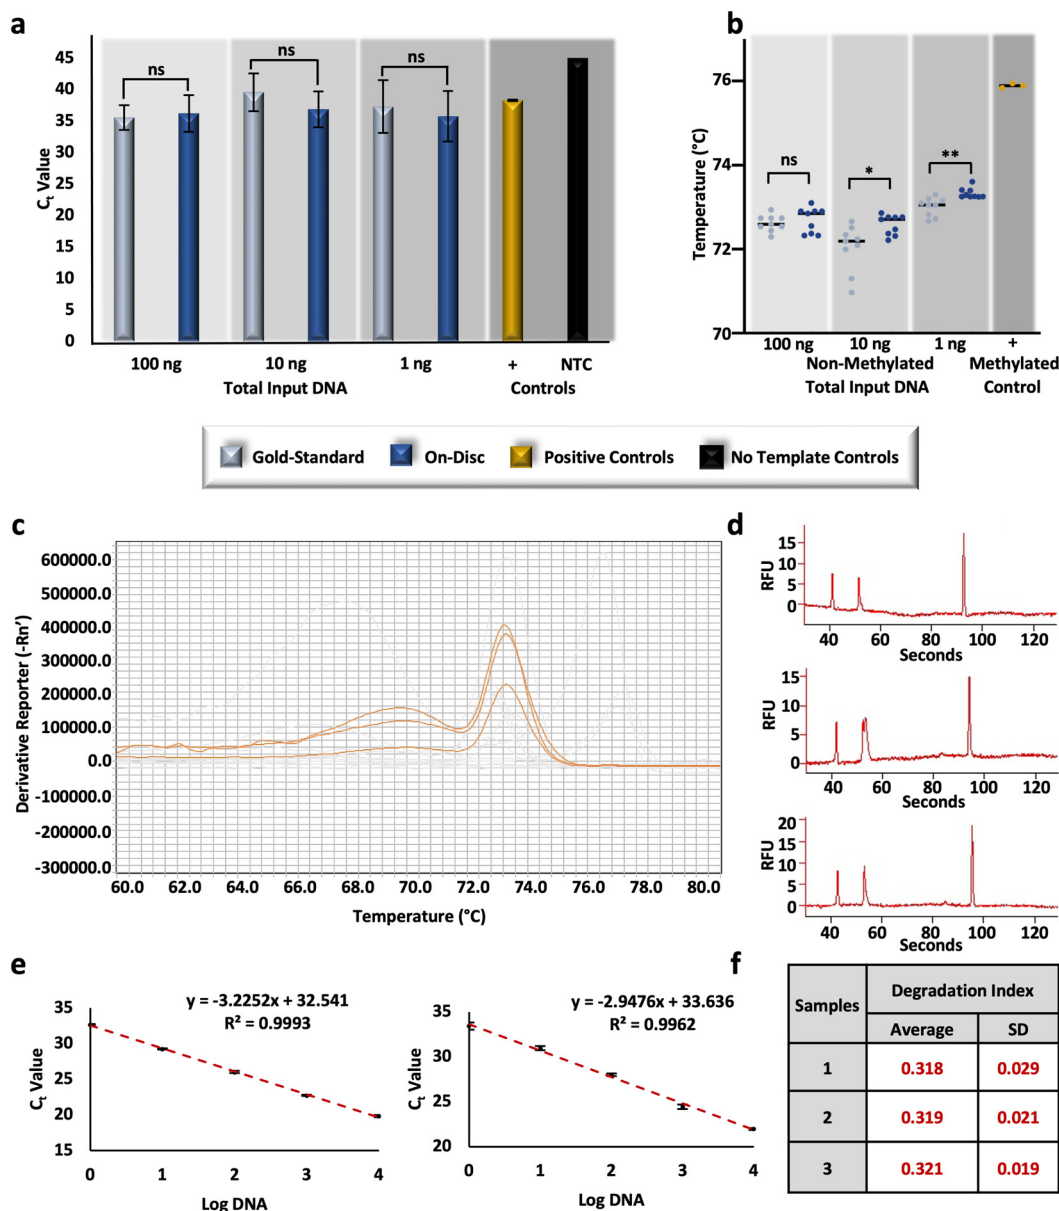 a
ns
ns
ns
45
40
35
30
25
20
15
10
5
0
Ct Value
100 ng
10 ng
1 ng
+
NTC
Total Input DNA
Controls
b
76
74
72
70
Temperature (°C)
ns
*
**
100 ng
10 ng
1 ng
+
Non-Methylated
Methylated
Total Input DNA
Control
Gold-Standard
On-Disc
Positive Controls
No Template Controls
c
600000.0
500000.0
400000.0
300000.0
200000.0
100000.0
0.0
-100000.0
-200000.0
-300000.0
Derivative Reporter (-Rn’)
60.0 62.0 64.0 66.0 68.0 70.0 72.0 74.0 76.0 78.0 80.0
Temperature (°C)
d
15
10
5
0
RFU
40 60 80 100 120
Seconds
15
10
5
0
RFU
40 60 80 100 120
Seconds
20
15
10
5
0
RFU
40 60 80 100 120
Seconds
e
y = -3.2252x + 32.541
R² = 0.9993
35
30
25
20
15
Ct Value
0 1 2 3 4
Log DNA
y = -2.9476x + 33.636
R² = 0.9962
35
30
25
20
Ct Value
0 1 2 3 4
Log DNA
f
Samples
Degradation Index
Average SD
1 0.318 0.029
2 0.319 0.021
3 0.321 0.019